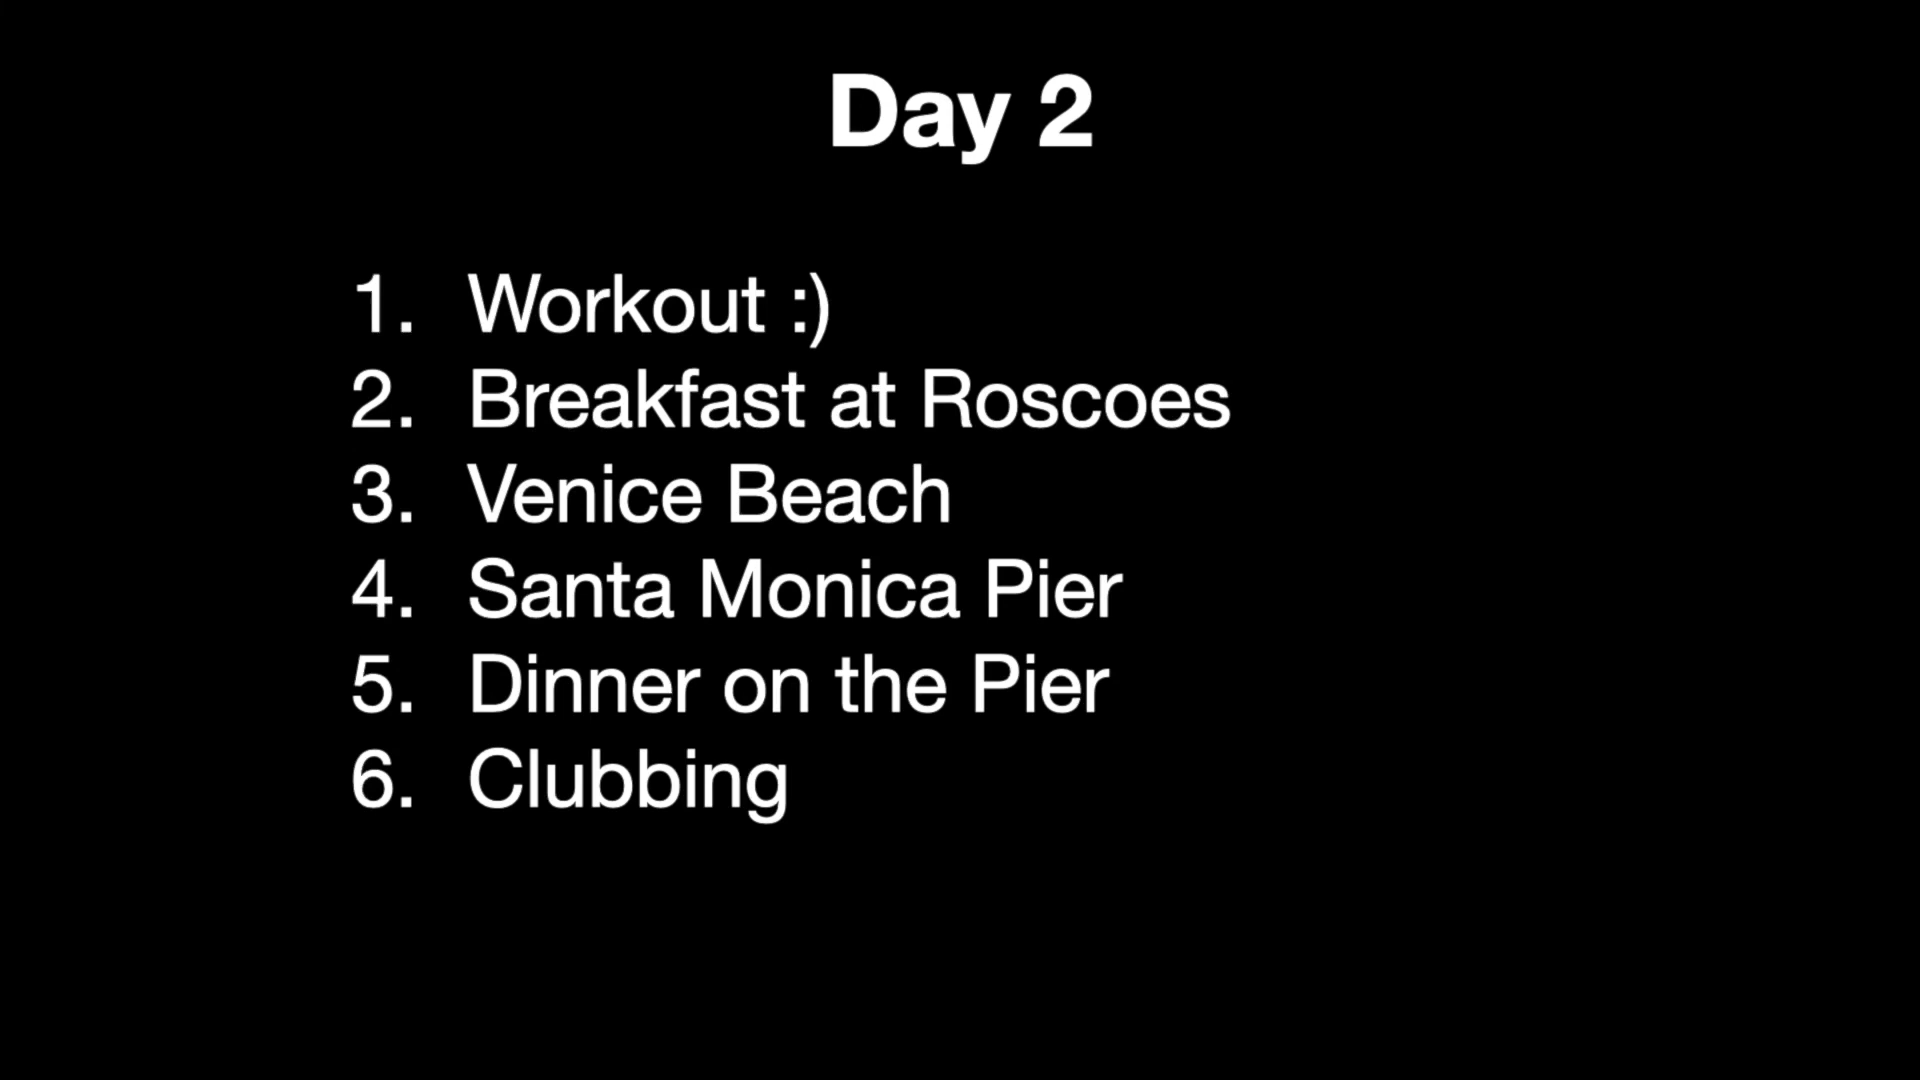 Day 2
1. Workout :)
2. Breakfast at Roscoes
3. Venice Beach
4. Santa Monica Pier
5. Dinner on the Pier
6. Clubbing